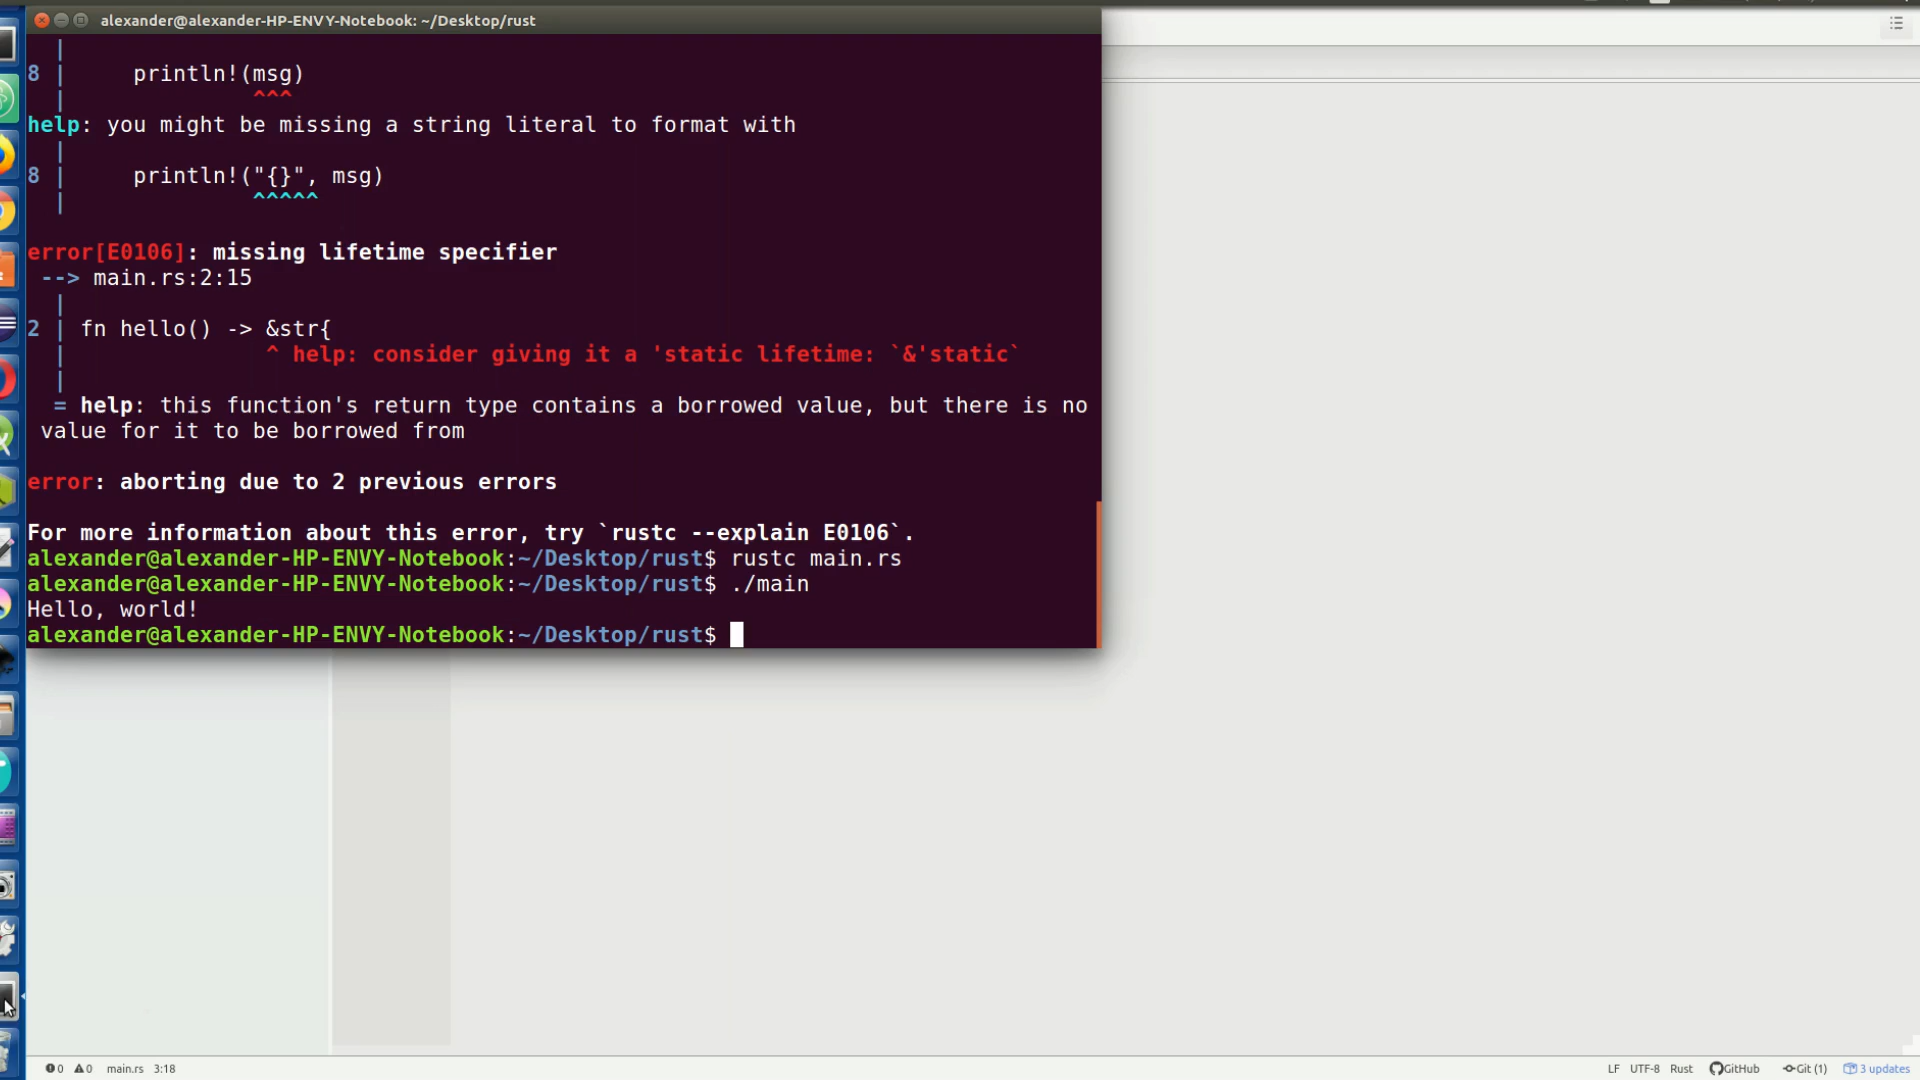 alexander@alexander-HP-ENVY-Notebook: ~/Desktop/rust
|
8 |     println!(msg)
|            ^^^
help: you might be missing a string literal to format with
|
8 |     println!("{}", msg)
|            ^^^^^
error[E0106]: missing lifetime specifier
--> main.rs:2:15
|
2 | fn hello() -> &str{
|               ^ help: consider giving it a 'static lifetime: `&'static`
|
= help: this function's return type contains a borrowed value, but there is no
value for it to be borrowed from
error: aborting due to 2 previous errors
For more information about this error, try `rustc --explain E0106`.
alexander@alexander-HP-ENVY-Notebook:~/Desktop/rust$ rustc main.rs
alexander@alexander-HP-ENVY-Notebook:~/Desktop/rust$ ./main
Hello, world!
alexander@alexander-HP-ENVY-Notebook:~/Desktop/rust$
0 0 main.rs 3:18 LF UTF-8 Rust GitHub Git (1) 3 updates